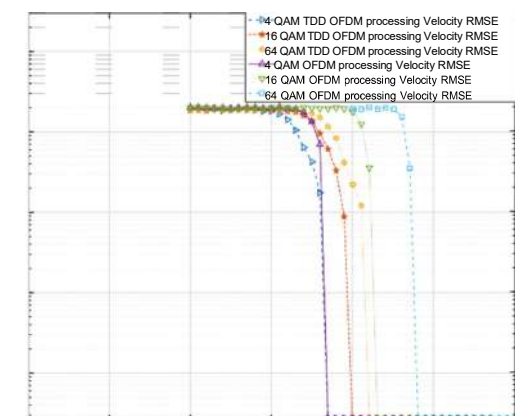 4 QAM TDD OFDM processing Velocity RMSE
16 QAM TDD OFDM processing Velocity RMSE
64 QAM TDD OFDM processing Velocity RMSE
4 QAM OFDM processing Velocity RMSE
16 QAM OFDM processing Velocity RMSE
64 QAM OFDM processing Velocity RMSE